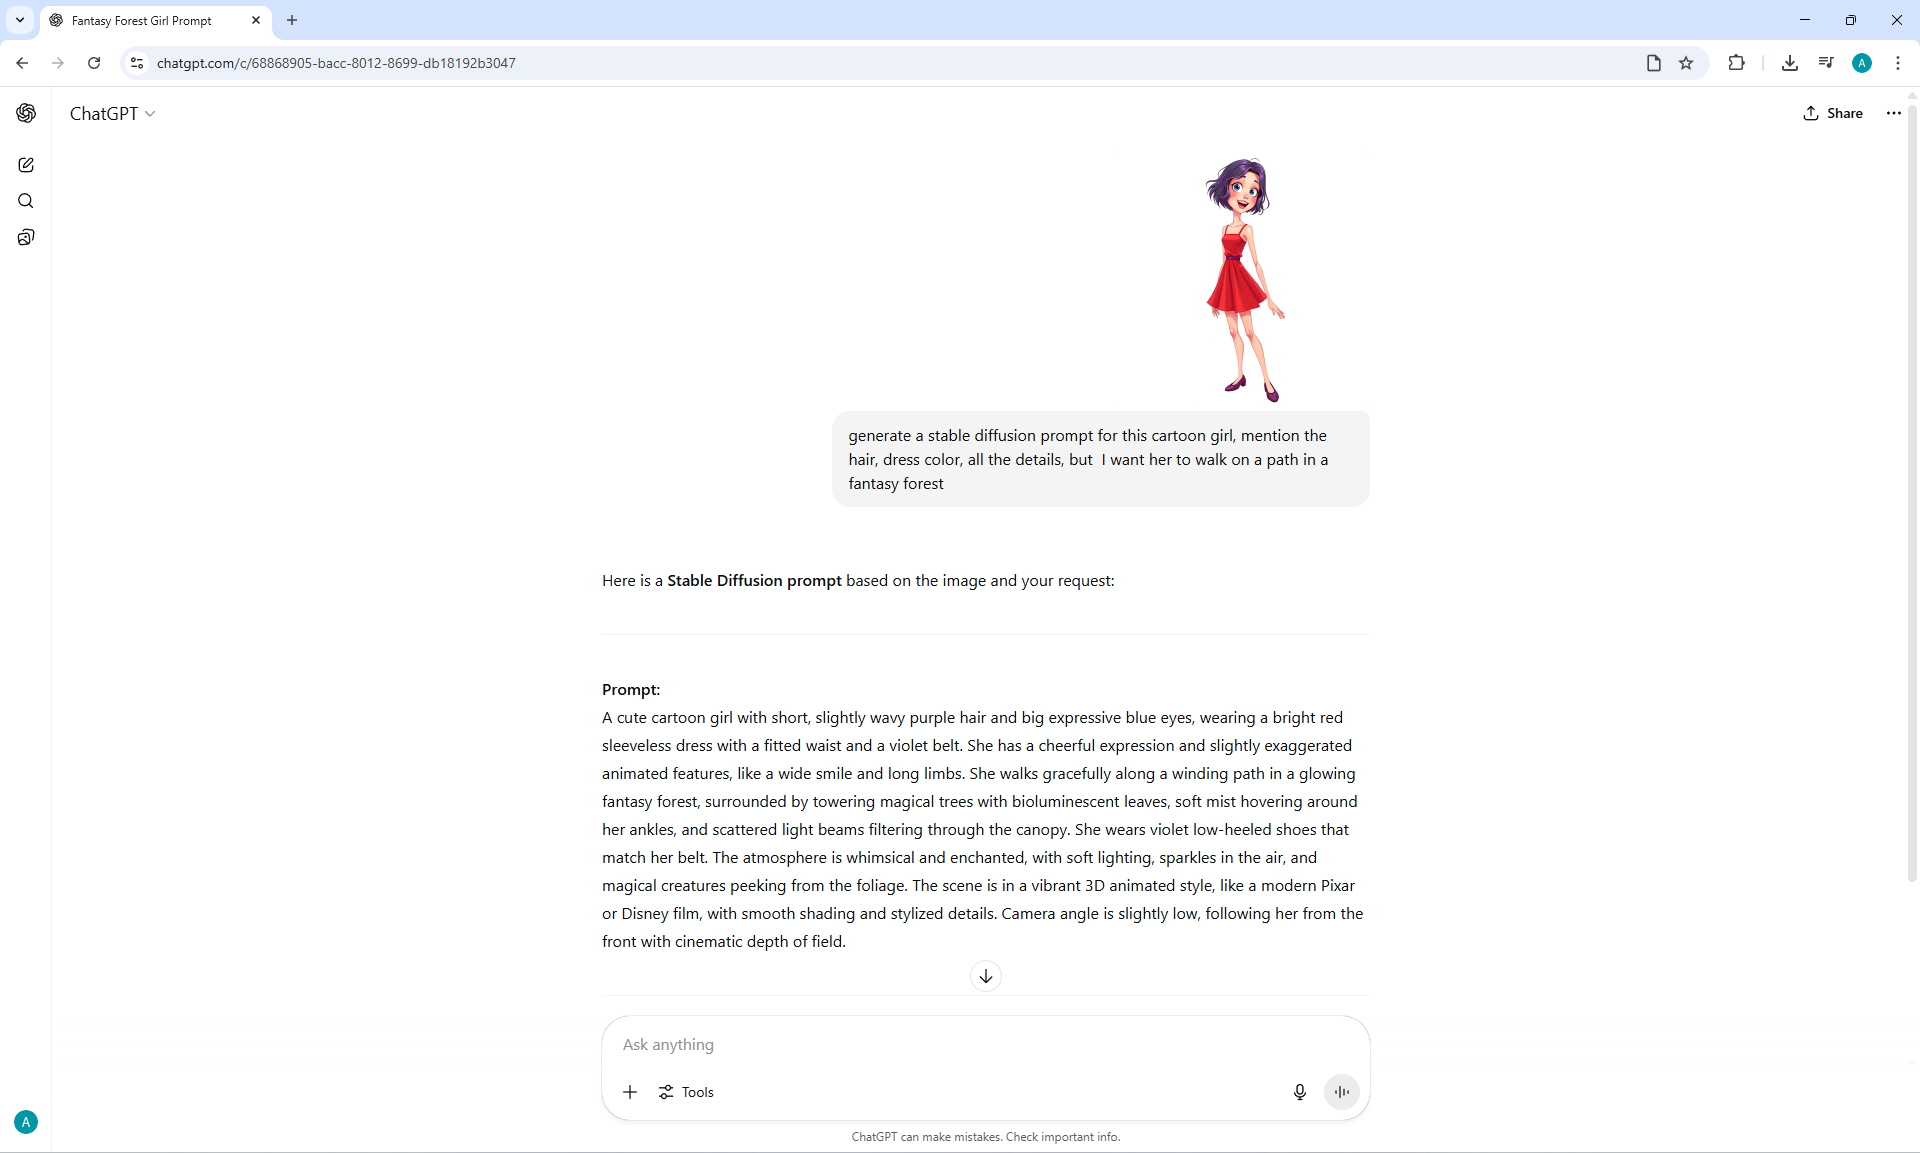 Fantasy Forest Girl Prompt
chatgpt.com/c/68868905-bacc-8012-8699-db18192b3047
A
ChatGPT
Share
generate a stable diffusion prompt for this cartoon girl, mention the
hair, dress color, all the details, but  I want her to walk on a path in a
fantasy forest
Here is a Stable Diffusion prompt based on the image and your request:
Prompt:
A cute cartoon girl with short, slightly wavy purple hair and big expressive blue eyes, wearing a bright red
sleeveless dress with a fitted waist and a violet belt. She has a cheerful expression and slightly exaggerated
animated features, like a wide smile and long limbs. She walks gracefully along a winding path in a glowing
fantasy forest, surrounded by towering magical trees with bioluminescent leaves, soft mist hovering around
her ankles, and scattered light beams filtering through the canopy. She wears violet low-heeled shoes that
match her belt. The atmosphere is whimsical and enchanted, with soft lighting, sparkles in the air, and
magical creatures peeking from the foliage. The scene is in a vibrant 3D animated style, like a modern Pixar
or Disney film, with smooth shading and stylized details. Camera angle is slightly low, following her from the
front with cinematic depth of field.
Ask anything
Tools
A
ChatGPT can make mistakes. Check important info.